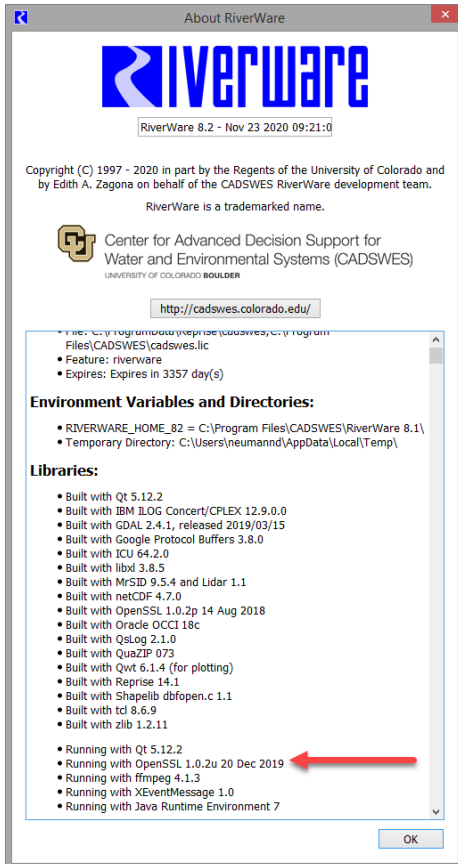 About RiverWare
RIVERWARE
RiverWare 8.2 - Nov 23 2020 09:21:0
Copyright (C) 1997 - 2020 in part by the Regents of the University of Colorado and
by Edith A. Zagona on behalf of the CADSWES RiverWare development team.
RiverWare is a trademarked name.
Center for Advanced Decision Support for
Water and Environmental Systems (CADSWES)
UNIVERSITY OF COLORADO BOULDER
http://cadswes.colorado.edu/
• File: C:\ProgramData\Reprise\cadswes;C:\Program
Files\CADSWES\cadswes.lic
• Feature: riverware
• Expires: Expires in 3357 day(s)
Environment Variables and Directories:
• RIVERWARE_HOME_82 = C:\Program Files\CADSWES\RiverWare 8.1\
• Temporary Directory: C:\Users\neumannd\AppData\Local\Temp\
Libraries:
• Built with Qt 5.12.2
• Built with IBM ILOG Concert/CPLEX 12.9.0.0
• Built with GDAL 2.4.1, released 2019/03/15
• Built with Google Protocol Buffers 3.8.0
• Built with ICU 64.2.0
• Built with libxl 3.8.5
• Built with MrSID 9.5.4 and Lidar 1.1
• Built with netCDF 4.7.0
• Built with OpenSSL 1.0.2p 14 Aug 2018
• Built with Oracle OCCI 18c
• Built with QsLog 2.1.0
• Built with QuaZIP 073
• Built with Qwt 6.1.4 (for plotting)
• Built with Reprise 14.1
• Built with Shapelib dbfopen.c 1.1
• Built with tcl 8.6.9
• Built with zlib 1.2.11
• Running with Qt 5.12.2
• Running with OpenSSL 1.0.2u 20 Dec 2019
• Running with ffmpeg 4.1.3
• Running with XEventMessage 1.0
• Running with Java Runtime Environment 7
OK